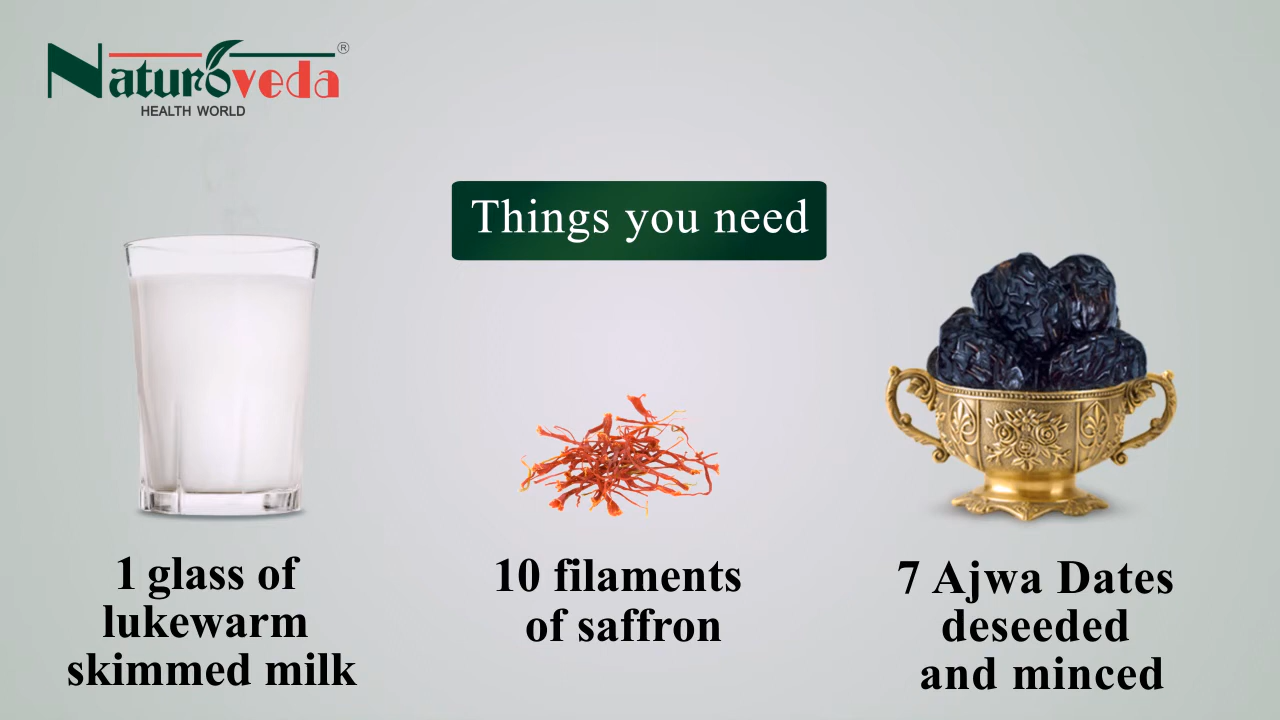 Naturoveda®
HEALTH WORLD
Things you need
1 glass of
lukewarm
skimmed milk
10 filaments
of saffron
7 Ajwa Dates
deseeded
and minced